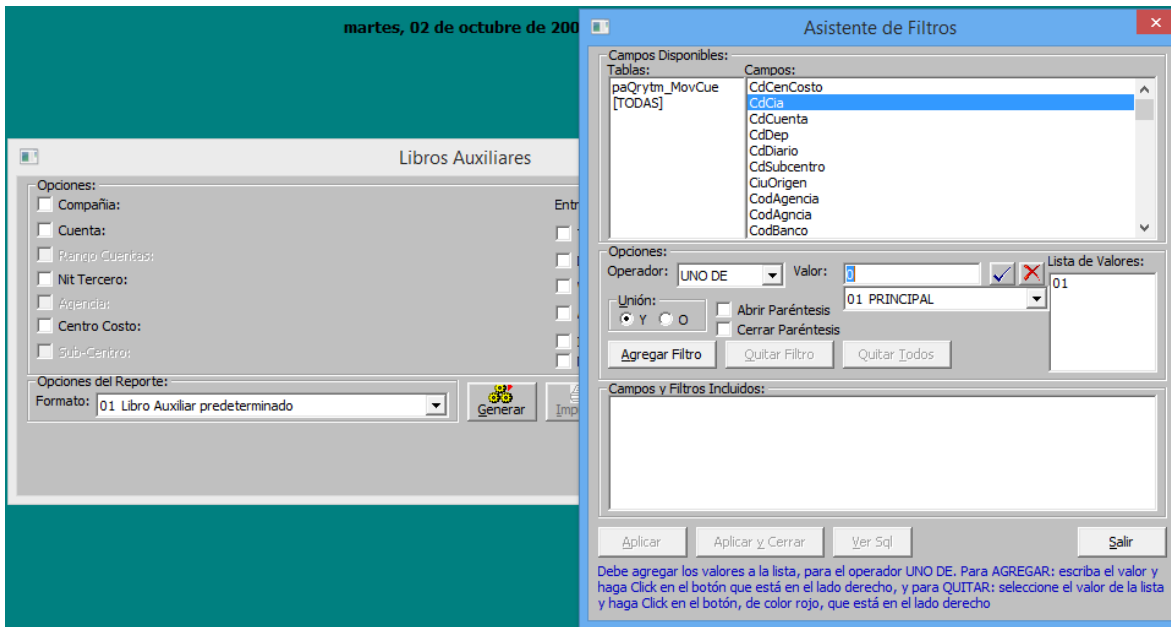 martes, 02 de octubre de 200
Libros Auxiliares
Opciones:
Compañia:
Cuenta:
Rango Cuentas:
Nit Tercero:
Agencia:
Centro Costo:
Sub-Centro:
Entr
Opciones del Reporte:
Formato: 01 Libro Auxiliar predeterminado
Generar
Imp
Asistente de Filtros
Campos Disponibles:
Tablas: Campos:
paQrytm_MovCue
[TODAS]
CdCenCosto
CdCia
CdCuenta
CdDep
CdDiario
CdSubcentro
CiuOrigen
CodAgencia
CodAgncia
CodBanco
Opciones:
Operador: UNO DE Valor: 0
01 PRINCIPAL
Lista de Valores:
01
Unión:
Y O
Abrir Paréntesis
Cerrar Paréntesis
Agregar Filtro Quitar Filtro Quitar Todos
Campos y Filtros Incluidos:
Aplicar Aplicar y Cerrar Ver Sql Salir
Debe agregar los valores a la lista, para el operador UNO DE. Para AGREGAR: escriba el valor y
haga Click en el botón que está en el lado derecho, y para QUITAR: seleccione el valor de la lista
y haga Click en el botón, de color rojo, que está en el lado derecho